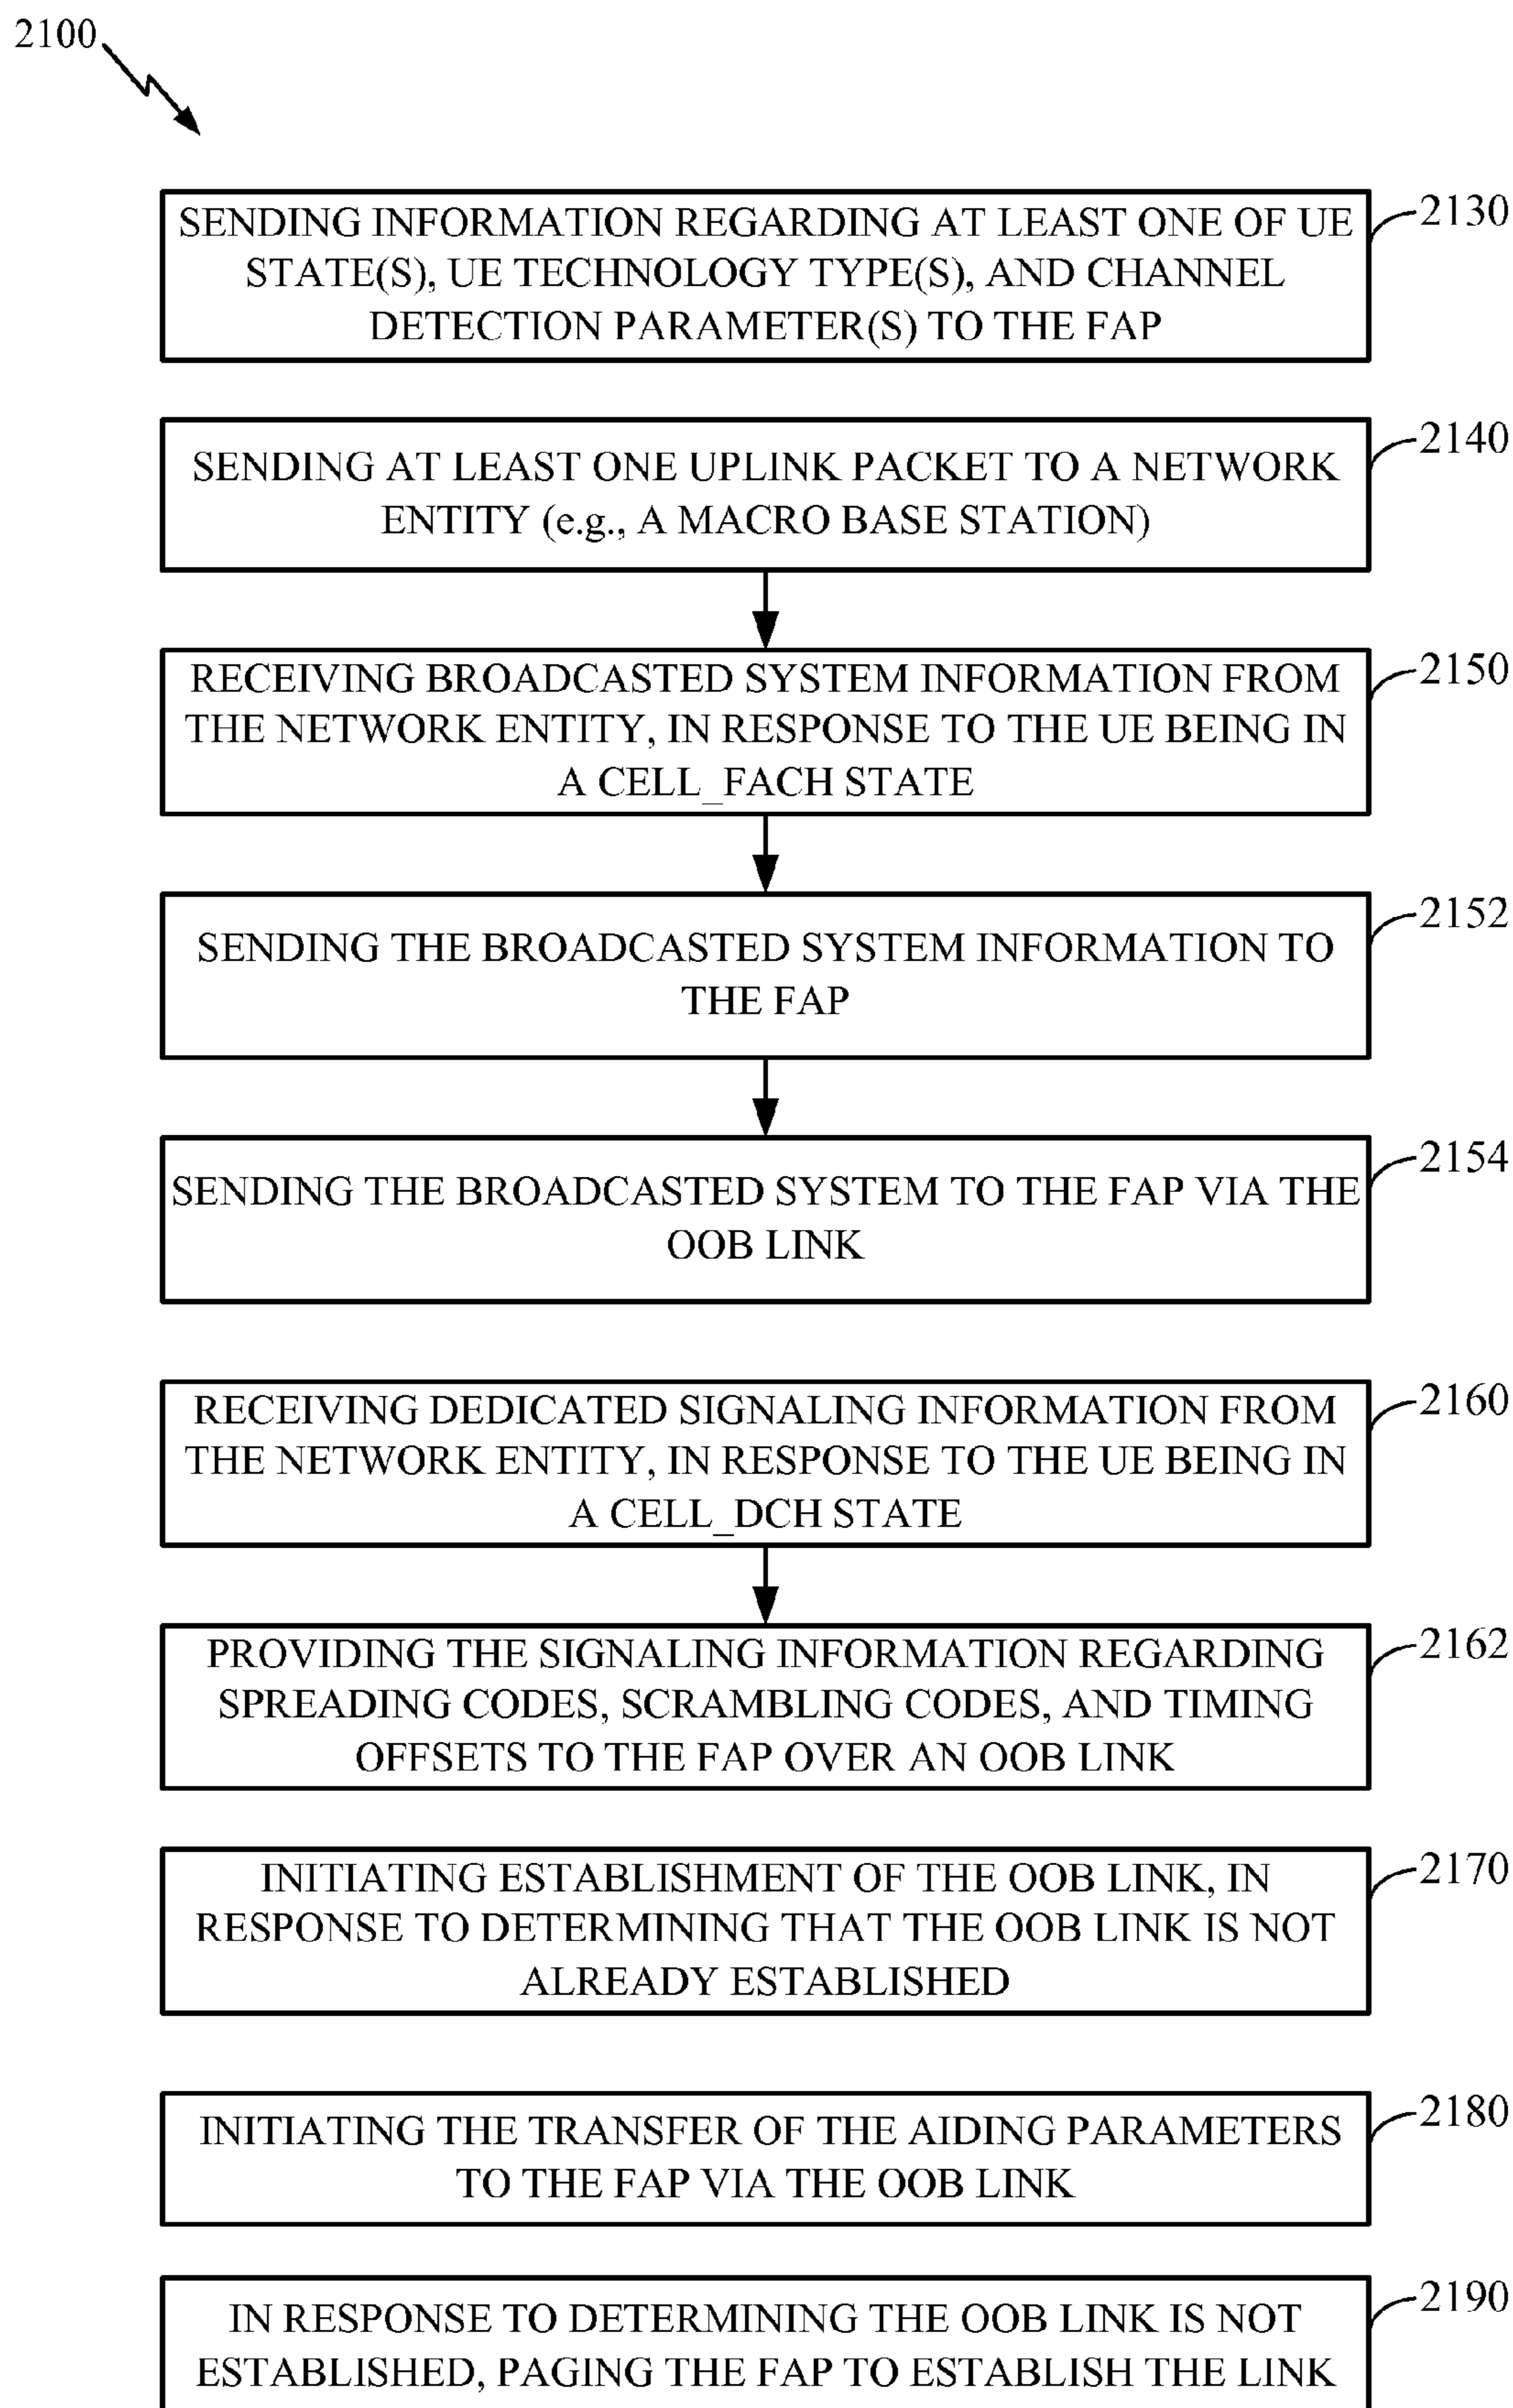 2100
SENDING INFORMATION REGARDING AT LEAST ONE OF UE
STATE(S), UE TECHNOLOGY TYPE(S), AND CHANNEL
DETECTION PARAMETER(S) TO THE FAP
2130
SENDING AT LEAST ONE UPLINK PACKET TO A NETWORK
ENTITY (e.g., A MACRO BASE STATION)
2140
RECEIVING BROADCASTED SYSTEM INFORMATION FROM
THE NETWORK ENTITY, IN RESPONSE TO THE UE BEING IN
A CELL_FACH STATE
2150
SENDING THE BROADCASTED SYSTEM INFORMATION TO
THE FAP
2152
SENDING THE BROADCASTED SYSTEM TO THE FAP VIA THE
OOB LINK
2154
RECEIVING DEDICATED SIGNALING INFORMATION FROM
THE NETWORK ENTITY, IN RESPONSE TO THE UE BEING IN
A CELL_DCH STATE
2160
PROVIDING THE SIGNALING INFORMATION REGARDING
SPREADING CODES, SCRAMBLING CODES, AND TIMING
OFFSETS TO THE FAP OVER AN OOB LINK
2162
INITIATING ESTABLISHMENT OF THE OOB LINK, IN
RESPONSE TO DETERMINING THAT THE OOB LINK IS NOT
ALREADY ESTABLISHED
2170
INITIATING THE TRANSFER OF THE AIDING PARAMETERS
TO THE FAP VIA THE OOB LINK
2180
IN RESPONSE TO DETERMINING THE OOB LINK IS NOT
ESTABLISHED, PAGING THE FAP TO ESTABLISH THE LINK
2190